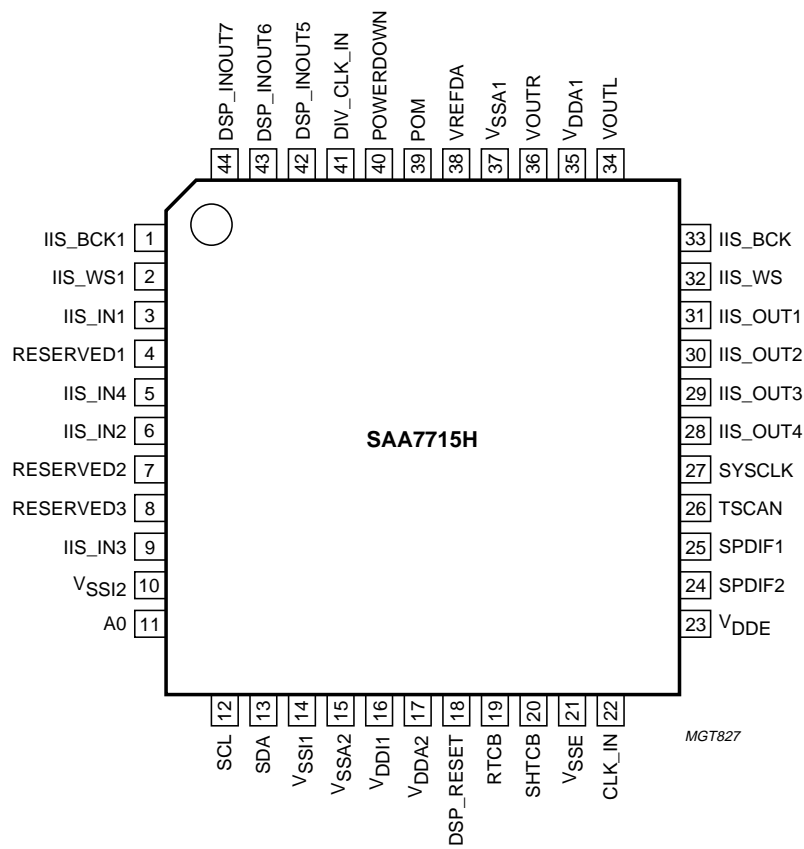 44 DSP_INOUT7
43 DSP_INOUT6
42 DSP_INOUT5
41 DIV_CLK_IN
40 POWERDOWN
39 POM
38 VREFDA
37 VSSA1
36 VOUTR
35 VDDA1
34 VOUTL
IIS_BCK1 1
IIS_WS1 2
IIS_IN1 3
RESERVED1 4
IIS_IN4 5
IIS_IN2 6
RESERVED2 7
RESERVED3 8
IIS_IN3 9
VSSI2 10
A0 11
SAA7715H
33 IIS_BCK
32 IIS_WS
31 IIS_OUT1
30 IIS_OUT2
29 IIS_OUT3
28 IIS_OUT4
27 SYSCLK
26 TSCAN
25 SPDIF1
24 SPDIF2
23 VDDE
SCL 12
SDA 13
VSSI1 14
VSSA2 15
VDDI1 16
VDDA2 17
DSP_RESET 18
RTCB 19
SHTCB 20
VSSE 21
CLK_IN 22
MGT827